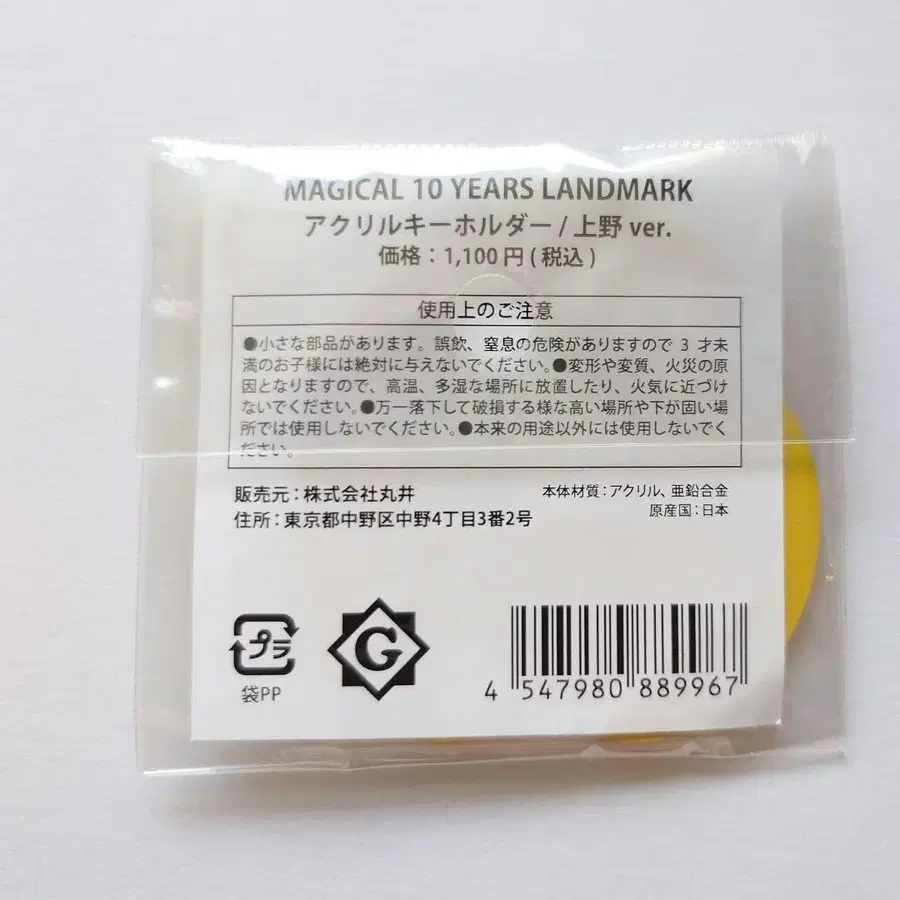 MAGICAL 10 YEARS LANDMARK
アクリルキーホルダー / 上野 ver.
価格：1,100円 ( 税込 )
使用上のご注意
●小さな部品があります。誤飲、窒息の危険がありますので 3 才未
満のお子様には絶対に与えないでください。●変形や変質、火災の原
因となりますので、高温、多湿な場所に放置したり、火気に近づけ
ないでください。●万一落下して破損する様な高い場所や下が固い場
所では使用しないでください。●本来の用途以外には使用しないでく
ださい。
販売元：株式会社丸井
住所：東京都中野区中野4丁目3番2号
本体材質：アクリル、亜鉛合金
原産国：日本
プラ
袋PP
G
4 547980 889967